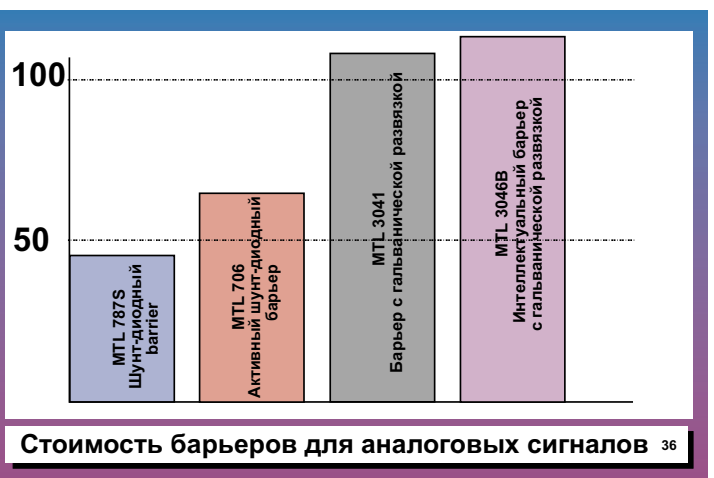 100
50
MTL 787S
Шунт-диодный
barrier
MTL 706
Активный шунт-диодный
барьер
MTL 3041
Барьер с гальванической развязкой
MTL 3046B
Интеллектуальный барьер
с гальванической развязкой
Стоимость барьеров для аналоговых сигналов 36